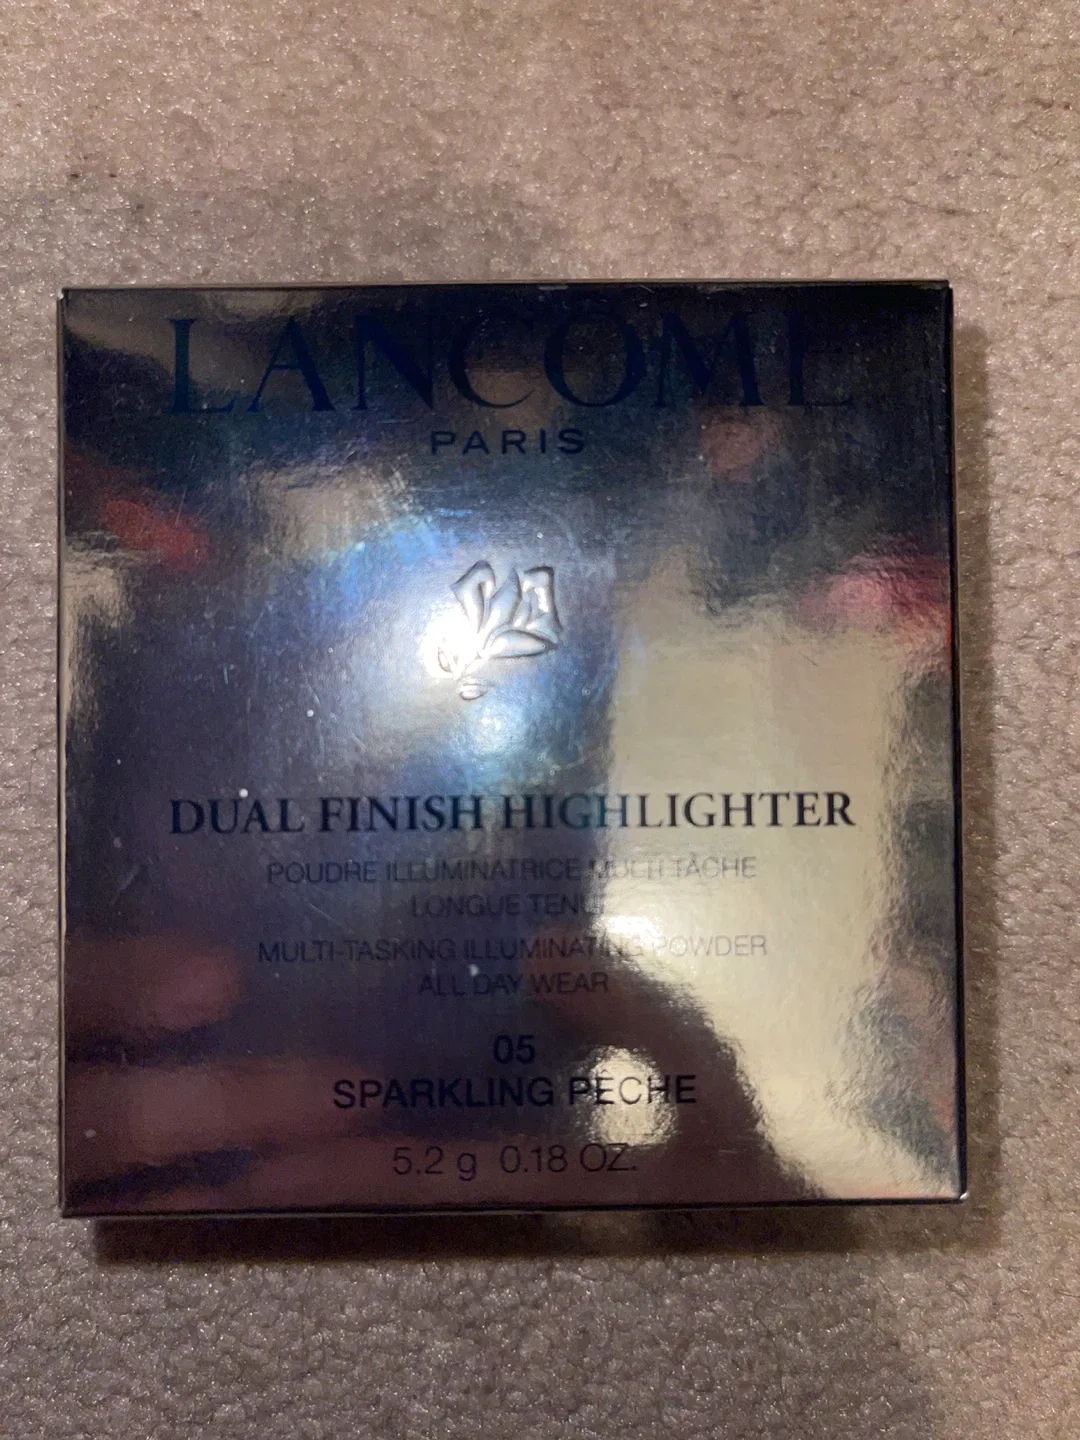 LANCÔME
PARIS
DUAL FINISH HIGHLIGHTER
POUDRE ILLUMINATRICE MULTI TÂCHE
LONGUE TENUE
MULTI-TASKING ILLUMINATING POWDER
ALL DAY WEAR
05
SPARKLING PÊCHE
5.2 g 0.18 OZ.